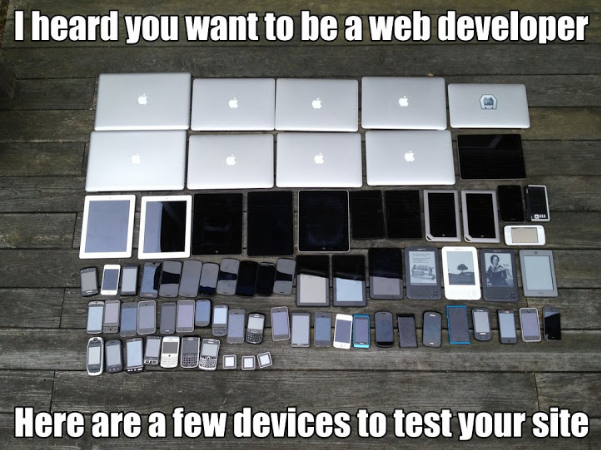 I heard you want to be a web developer
Here are a few devices to test your site